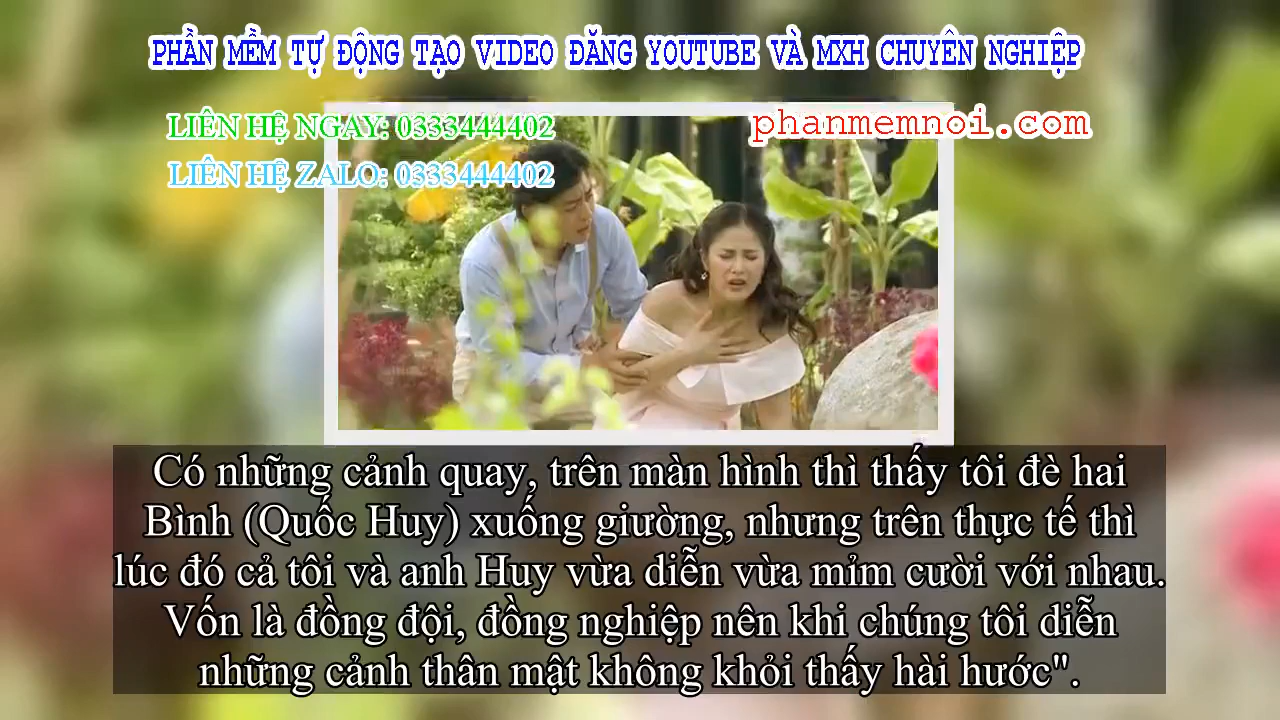 PHẦN MỀM TỰ ĐỘNG TẠO VIDEO ĐĂNG YOUTUBE VÀ MXH CHUYÊN NGHIỆP
LIÊN HỆ NGAY: 0333444402
phanmemnoi.com
LIÊN HỆ ZALO: 0333444402
Có những cảnh quay, trên màn hình thì thấy tôi đè hai
Bình (Quốc Huy) xuống giường, nhưng trên thực tế thì
lúc đó cả tôi và anh Huy vừa diễn vừa mỉm cười với nhau.
Vốn là đồng đội, đồng nghiệp nên khi chúng tôi diễn
những cảnh thân mật không khỏi thấy hài hước".